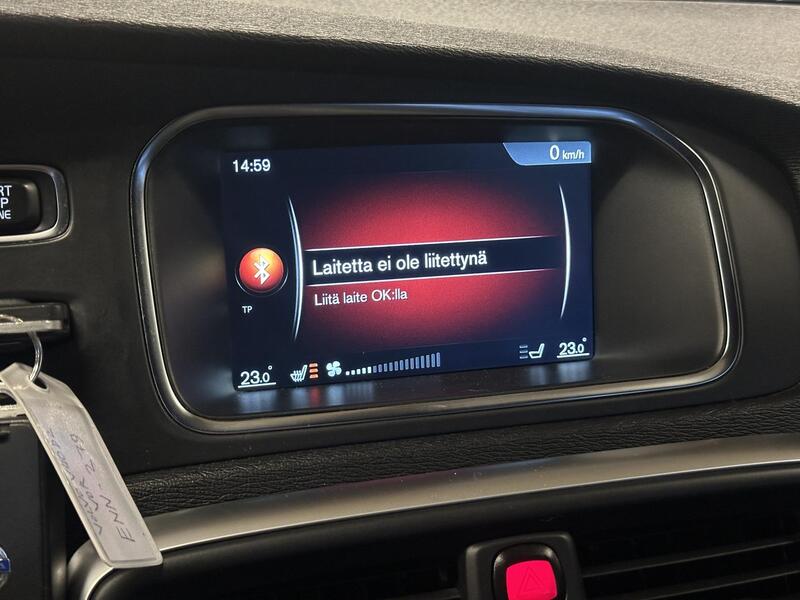 14:59
0 km/h
Laitetta ei ole liitettynä
Liitä laite OK:lla
TP
23.0°
23.0°